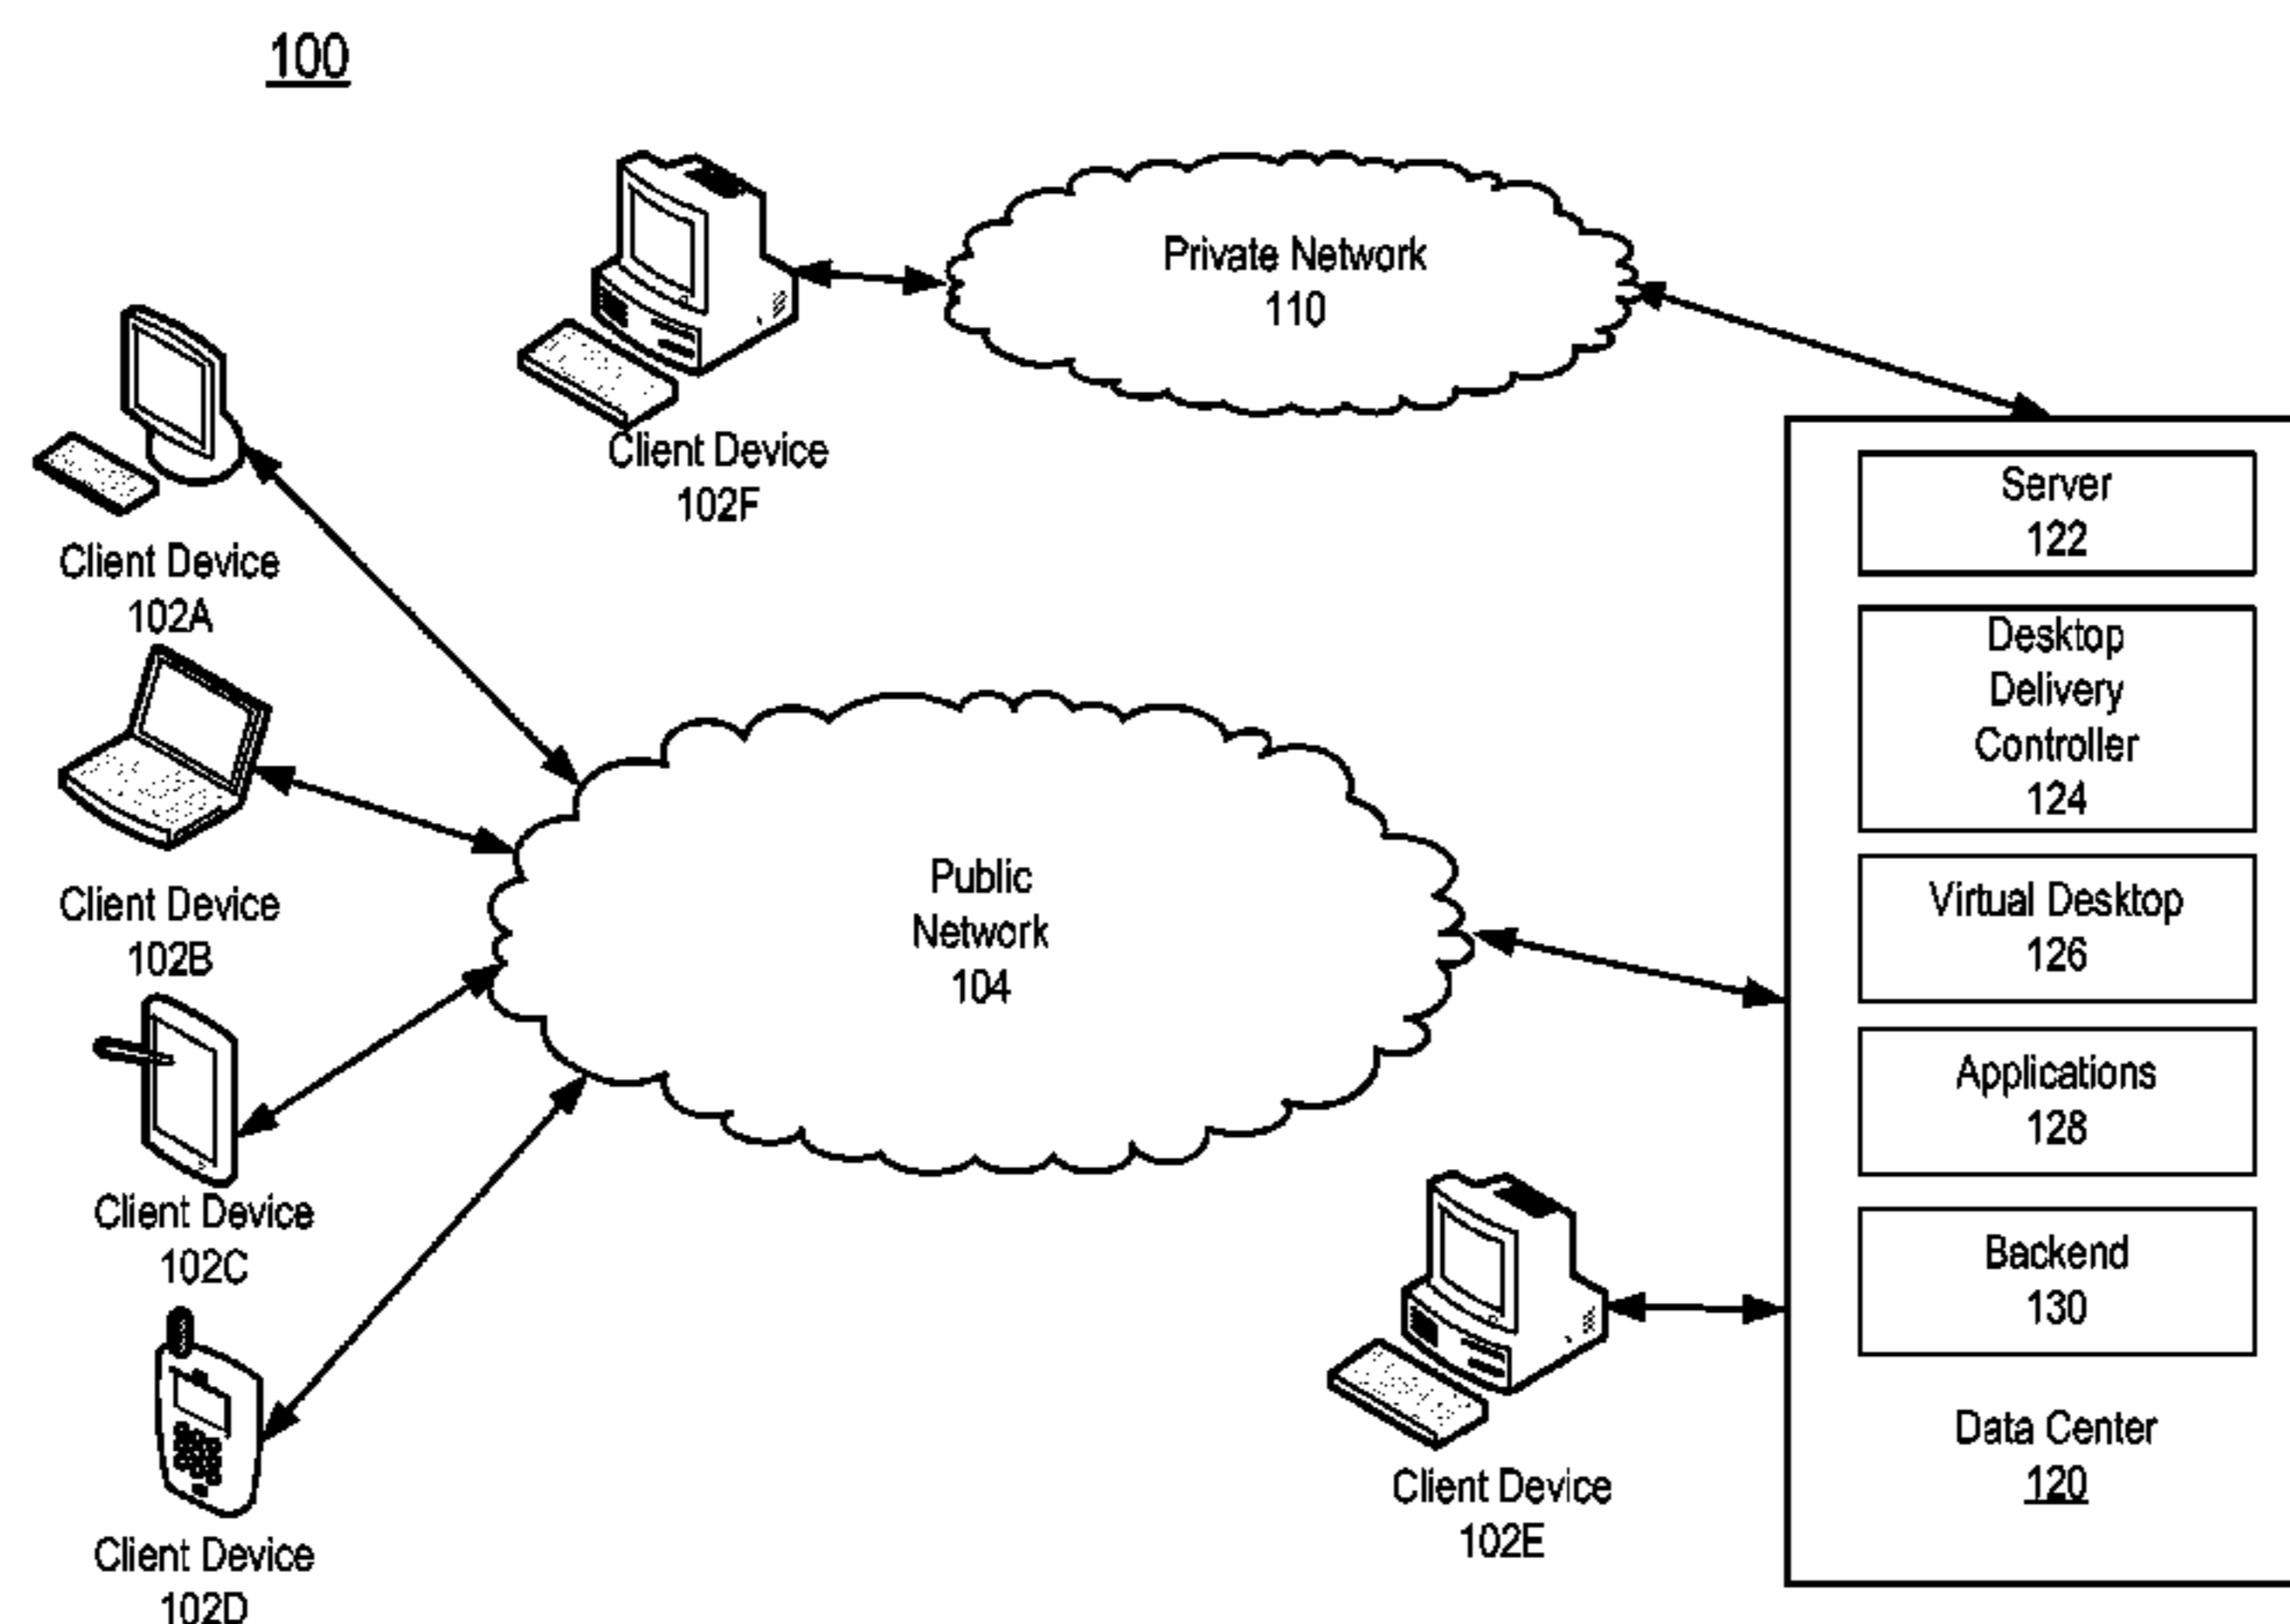 100
Private Network
110
Client Device
102F
Client Device
102A
Client Device
102B
Client Device
102C
Client Device
102D
Public
Network
104
Client Device
102E
Server
122
Desktop
Delivery
Controller
124
Virtual Desktop
126
Applications
128
Backend
130
Data Center
120